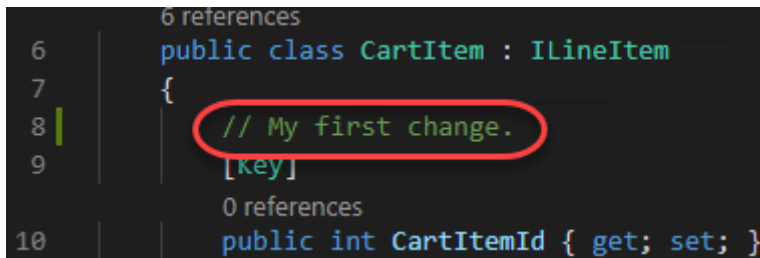 6 references
6 public class CartItem : ILineItem
7 {
8 // My first change.
9 [Key]
0 references
10 public int CartItemId { get; set; }